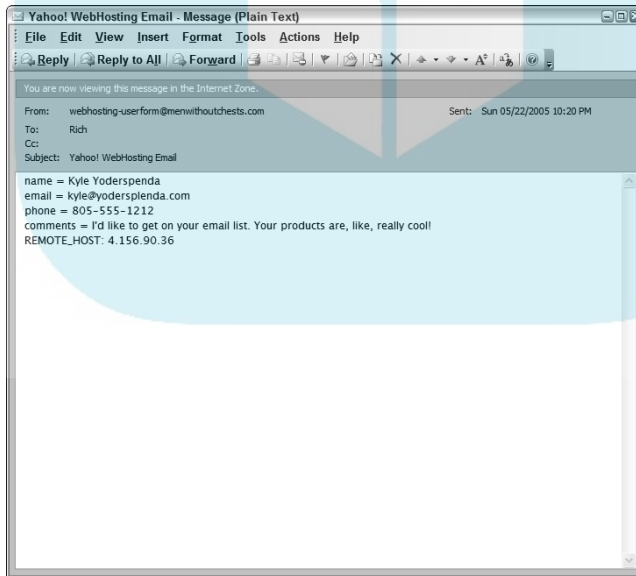 Yahoo! WebHosting Email - Message (Plain Text)
File Edit View Insert Format Tools Actions Help
Reply Reply to All Forward
You are now viewing this message in the Internet Zone.
From: webhosting-userform@menwithoutchests.com Sent: Sun 05/22/2005 10:20 PM
To: Rich
Cc:
Subject: Yahoo! WebHosting Email
name = Kyle Yoderspenda
email = kyle@yodersplenda.com
phone = 805-555-1212
comments = I'd like to get on your email list. Your products are, like, really cool!
REMOTE_HOST: 4.156.90.36